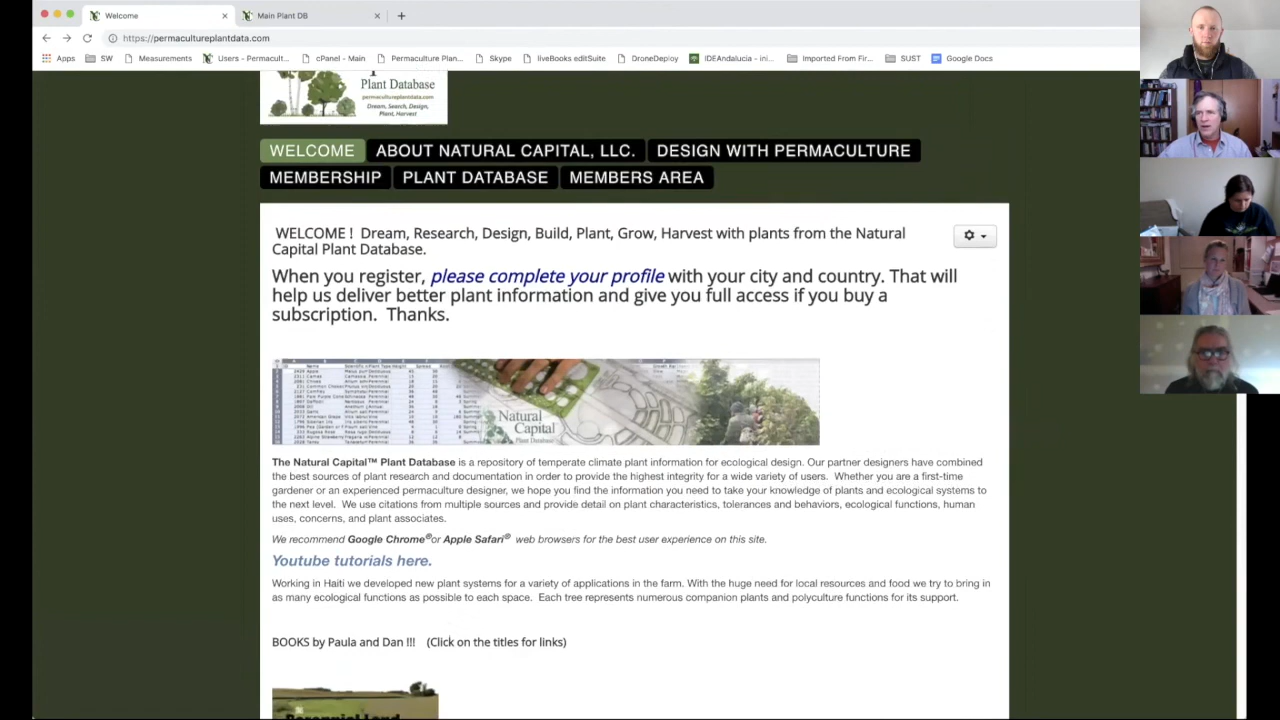 Welcome
Main Plant DB
https://permacultureplantdata.com
Apps SW Measurements Users - Permacult... cPanel - Main Permaculture Plan... Skype liveBooks editSuite DroneDeploy IDEAndalucia - ini... Imported From Fir... SUST Google Docs
Plant Database
permacultureplantdata.com
Dream, Search, Design,
Plant, Harvest
WELCOME ABOUT NATURAL CAPITAL, LLC. DESIGN WITH PERMACULTURE
MEMBERSHIP PLANT DATABASE MEMBERS AREA
WELCOME ! Dream, Research, Design, Build, Plant, Grow, Harvest with plants from the Natural
Capital Plant Database.
When you register, please complete your profile with your city and country. That will
help us deliver better plant information and give you full access if you buy a
subscription. Thanks.
Natural
Capital
Plant Database
The Natural Capital™ Plant Database is a repository of temperate climate plant information for ecological design. Our partner designers have combined
the best sources of plant research and documentation in order to provide the highest integrity for a wide variety of users. Whether you are a first-time
gardener or an experienced permaculture designer, we hope you find the information you need to take your knowledge of plants and ecological systems to
the next level. We use citations from multiple sources and provide detail on plant characteristics, tolerances and behaviors, ecological functions, human
uses, concerns, and plant associates.
We recommend Google Chrome®or Apple Safari® web browsers for the best user experience on this site.
Youtube tutorials here.
Working in Haiti we developed new plant systems for a variety of applications in the farm. With the huge need for local resources and food we try to bring in
as many ecological functions as possible to each space. Each tree represents numerous companion plants and polyculture functions for its support.
BOOKS by Paula and Dan !!! (Click on the titles for links)